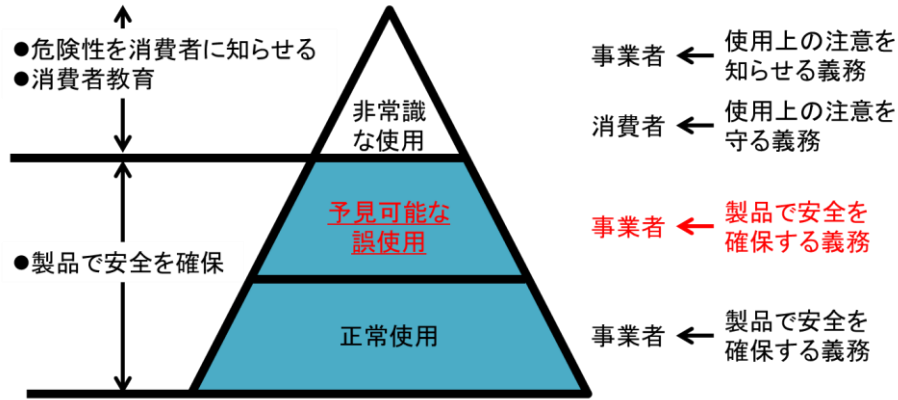 ●危険性を消費者に知らせる
●消費者教育
非常識
な使用
事業者
使用上の注意を
知らせる義務
消費者
使用上の注意を
守る義務
●製品で安全を確保
予見可能な
誤使用
事業者
製品で安全を
確保する義務
正常使用
事業者
製品で安全を
確保する義務